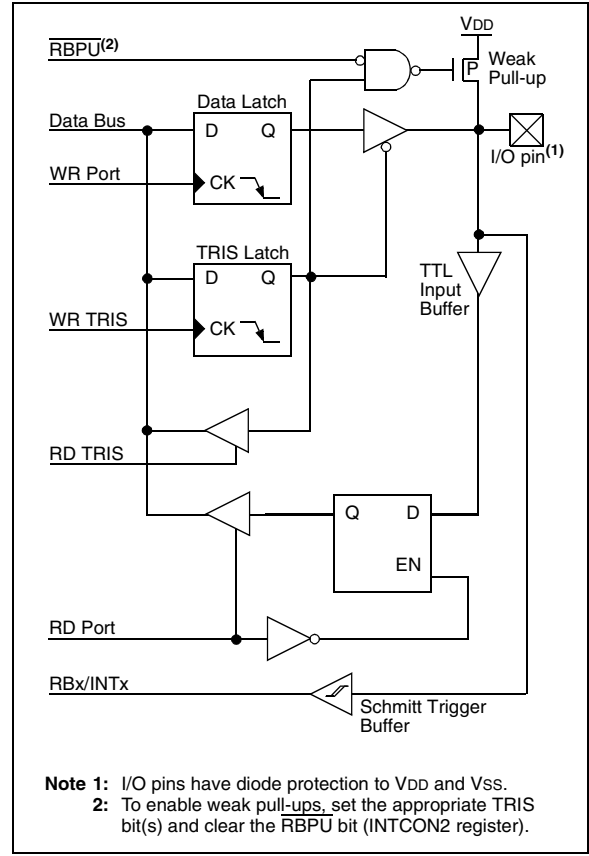 VDD
RBPU(2)
P
Weak
Pull-up
Data Latch
Data Bus
D
Q
I/O pin(1)
WR Port
CK
TRIS Latch
D
Q
TTL
Input
Buffer
WR TRIS
CK
RD TRIS
Q
D
EN
RD Port
RBx/INTx
Schmitt Trigger
Buffer
Note 1: I/O pins have diode protection to VDD and VSS.
2: To enable weak pull-ups, set the appropriate TRIS
bit(s) and clear the RBPU bit (INTCON2 register).